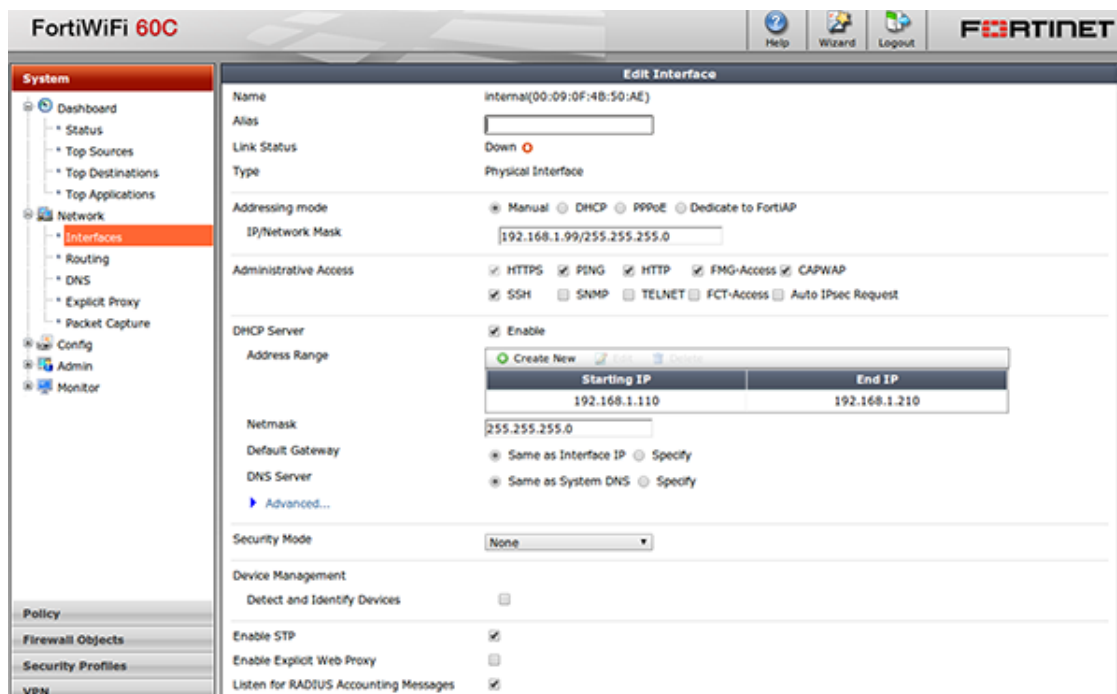 FortiWiFi 60C
Help Wizard Logout
FORTINET
System
Dashboard
* Status
* Top Sources
* Top Destinations
* Top Applications
Network
* Interfaces
* Routing
* DNS
* Explicit Proxy
* Packet Capture
Config
Admin
Monitor
Policy
Firewall Objects
Security Profiles
VPN
Edit Interface
Name internal(00:09:0F:4B:50:AE)
Alias
Link Status Down
Type Physical Interface
Addressing mode Manual DHCP PPPoE Dedicate to FortiAP
IP/Network Mask 192.168.1.99/255.255.255.0
Administrative Access HTTPS PING HTTP FMG-Access CAPWAP
SSH SNMP TELNET FCT-Access Auto IPsec Request
DHCP Server Enable
Address Range Create New Edit Delete
Starting IP End IP
192.168.1.110 192.168.1.210
Netmask 255.255.255.0
Default Gateway Same as Interface IP Specify
DNS Server Same as System DNS Specify
Advanced...
Security Mode None
Device Management
Detect and Identify Devices
Enable STP
Enable Explicit Web Proxy
Listen for RADIUS Accounting Messages